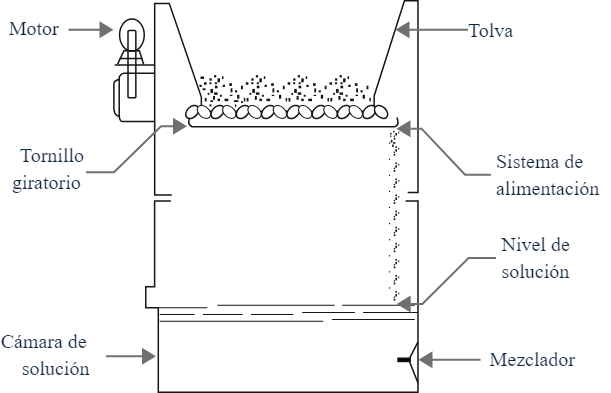 Motor
Tolva
Tornillo
giratorio
Sistema de
alimentación
Nivel de
solución
Cámara de
solución
Mezclador